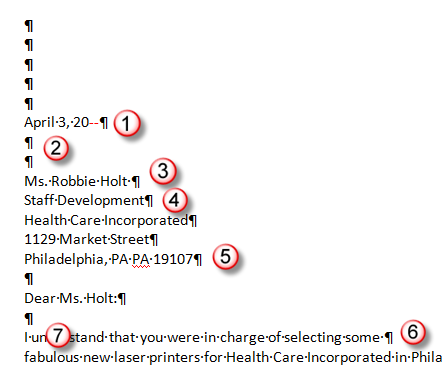 ¶
¶
¶
¶
¶
April 3, 20--¶ 1
¶ 2
¶
Ms. Robbie Holt ¶ 3
Staff Development¶ 4
Health Care Incorporated¶
1129 Market Street¶
Philadelphia, PA PA 19107¶ 5
¶
Dear Ms. Holt:¶
¶
7 I understand that you were in charge of selecting some ¶ 6
fabulous new laser printers for Health Care Incorporated in Phila